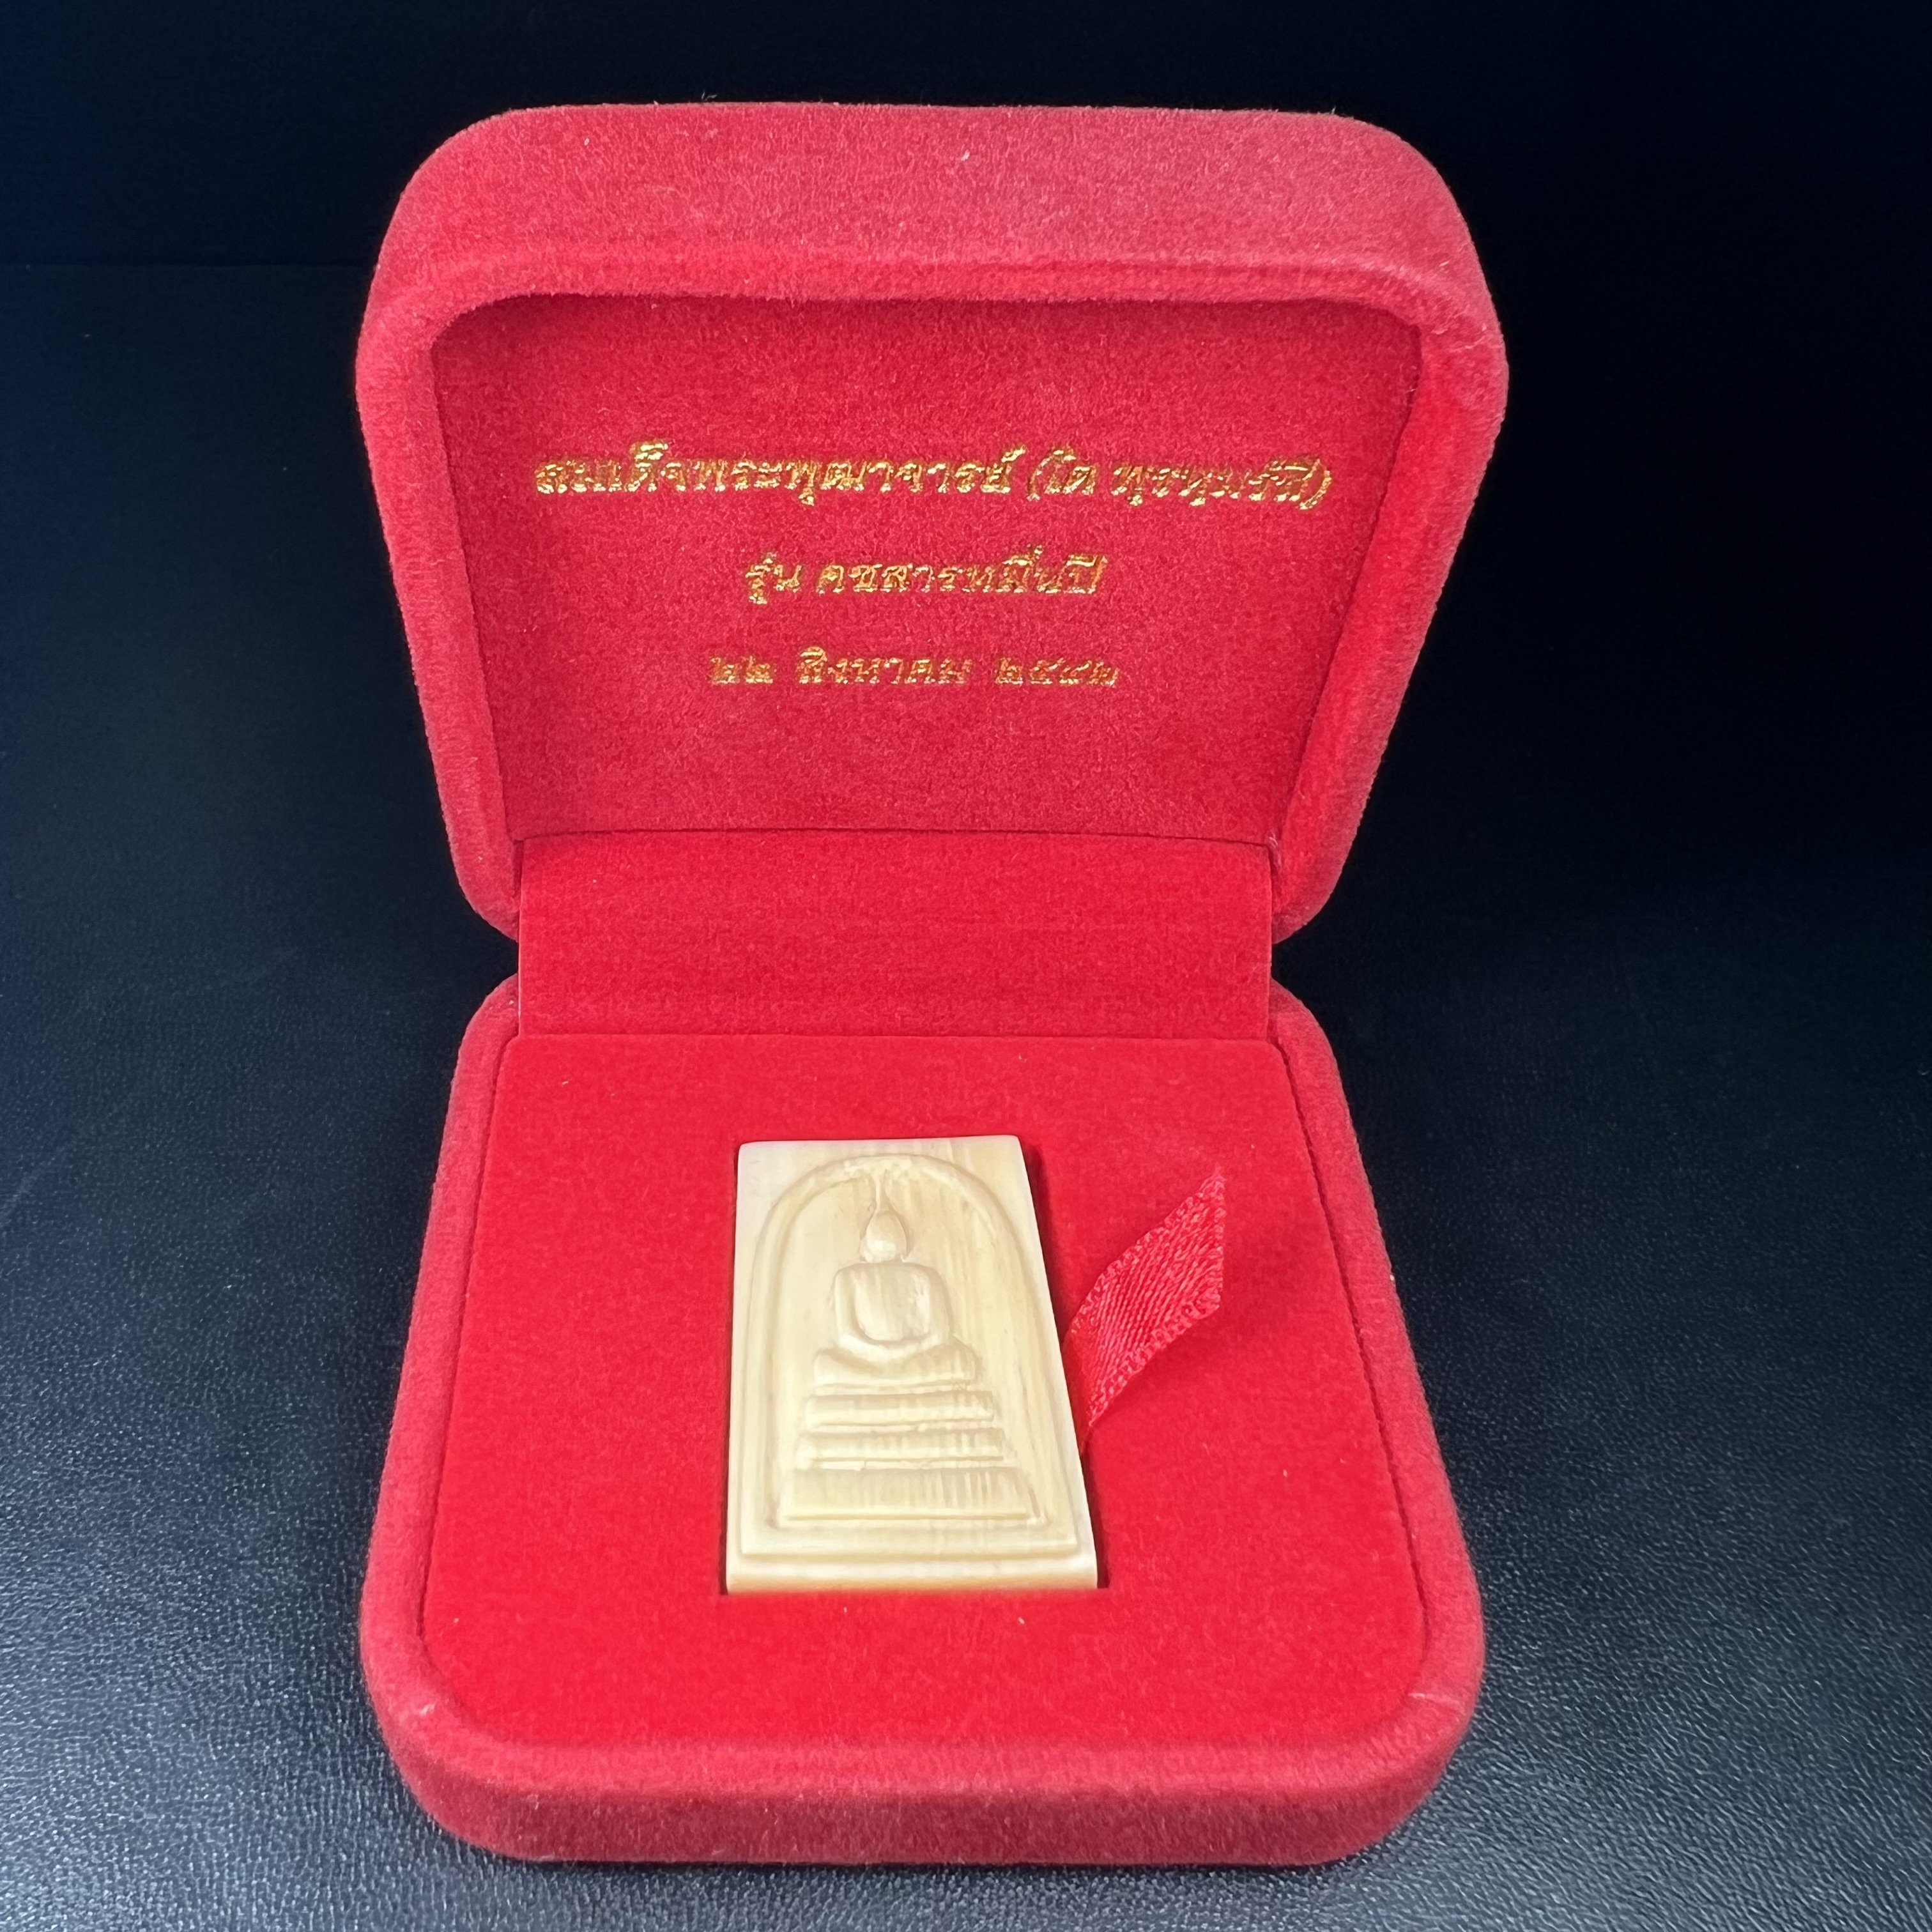 สมเด็จพระพุฒาจารย์ (โต พฺรหฺมรํสี)
รุ่น คชสารหมื่นปี
๒๒ สิงหาคม ๒๕๔๒